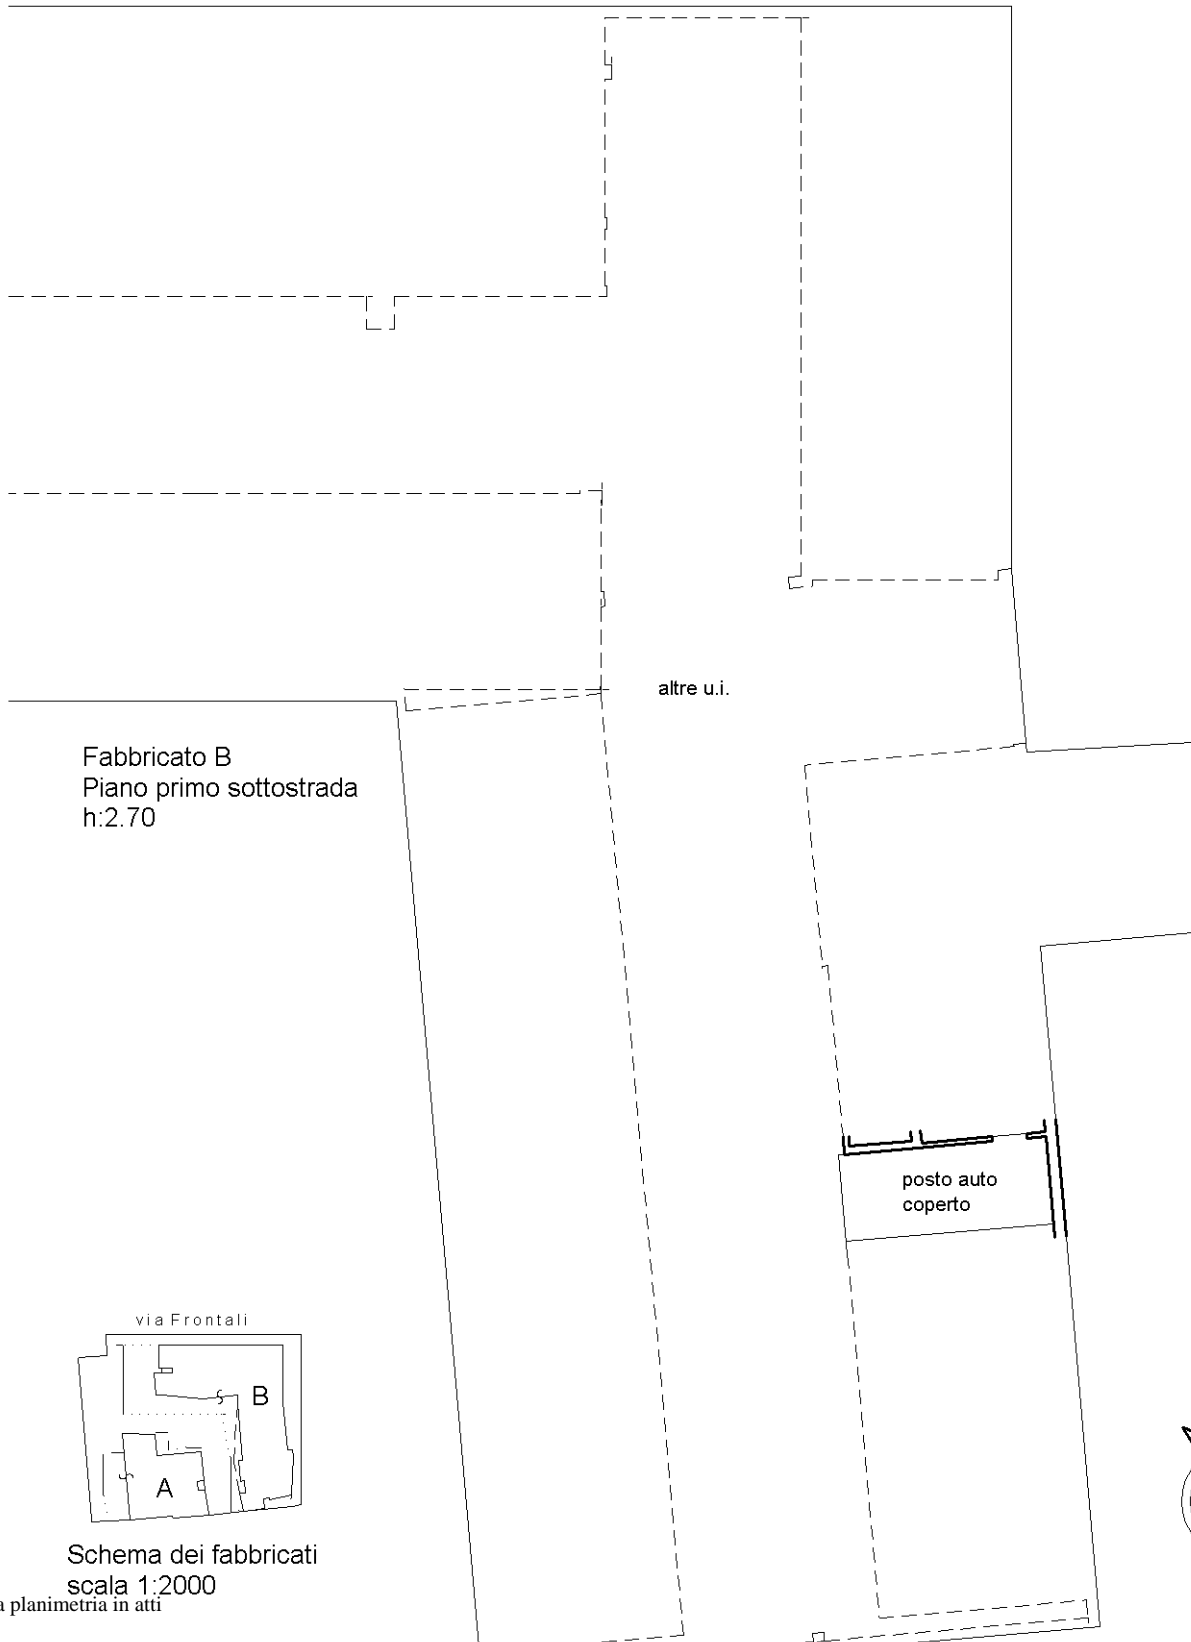 altre u.i.
Fabbricato B
Piano primo sottostrada
h:2.70
posto auto
coperto
via Frontali
B
A
Schema dei fabbricati
scala 1:2000
a planimetria in atti